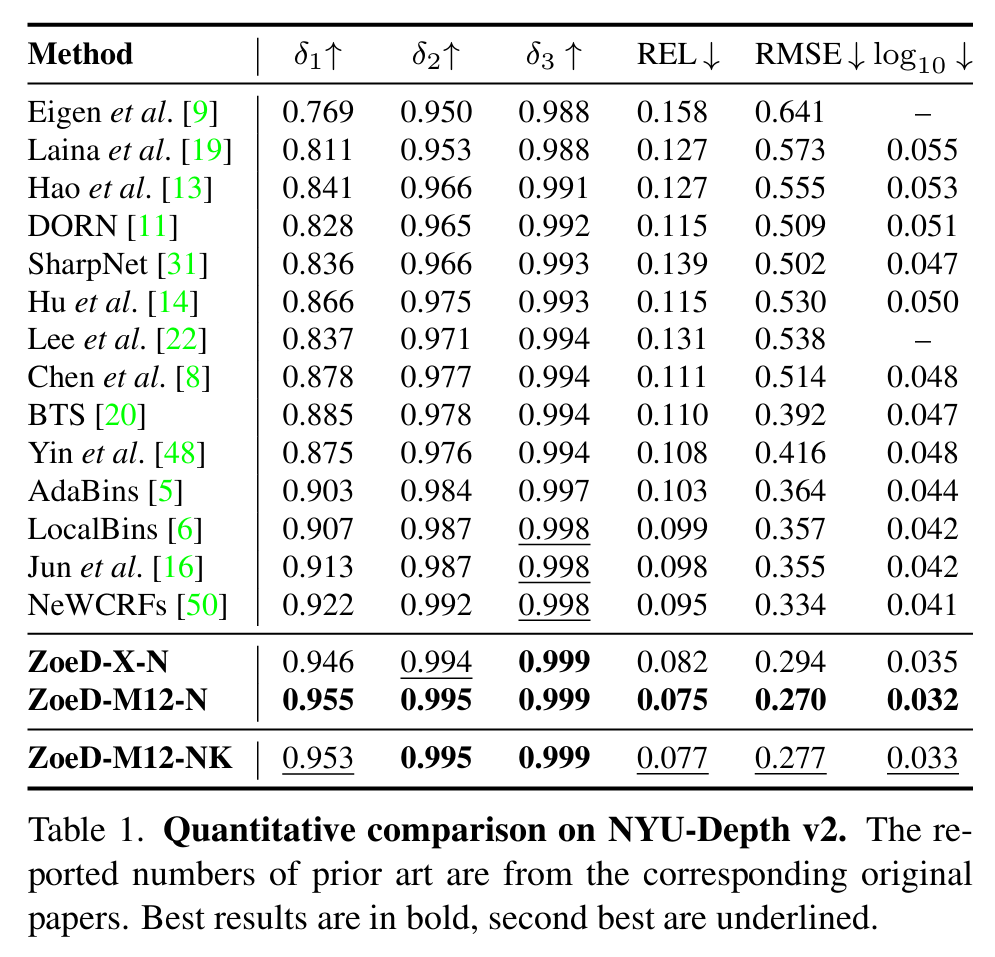 Method δ1↑ δ2↑ δ3 ↑ REL↓ RMSE↓ log10 ↓
Eigen et al. [9] 0.769 0.950 0.988 0.158 0.641 –
Laina et al. [19] 0.811 0.953 0.988 0.127 0.573 0.055
Hao et al. [13] 0.841 0.966 0.991 0.127 0.555 0.053
DORN [11] 0.828 0.965 0.992 0.115 0.509 0.051
SharpNet [31] 0.836 0.966 0.993 0.139 0.502 0.047
Hu et al. [14] 0.866 0.975 0.993 0.115 0.530 0.050
Lee et al. [22] 0.837 0.971 0.994 0.131 0.538 –
Chen et al. [8] 0.878 0.977 0.994 0.111 0.514 0.048
BTS [20] 0.885 0.978 0.994 0.110 0.392 0.047
Yin et al. [48] 0.875 0.976 0.994 0.108 0.416 0.048
AdaBins [5] 0.903 0.984 0.997 0.103 0.364 0.044
LocalBins [6] 0.907 0.987 0.998 0.099 0.357 0.042
Jun et al. [16] 0.913 0.987 0.998 0.098 0.355 0.042
NeWCRFs [50] 0.922 0.992 0.998 0.095 0.334 0.041
ZoeD-X-N 0.946 0.994 0.999 0.082 0.294 0.035
ZoeD-M12-N 0.955 0.995 0.999 0.075 0.270 0.032
ZoeD-M12-NK 0.953 0.995 0.999 0.077 0.277 0.033
Table 1. Quantitative comparison on NYU-Depth v2. The re-
ported numbers of prior art are from the corresponding original
papers. Best results are in bold, second best are underlined.